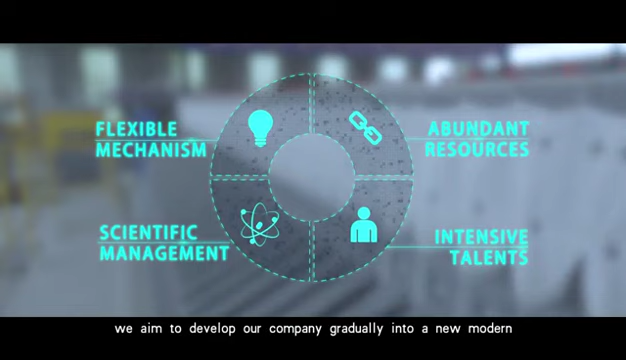 FLEXIBLE
MECHANISM
ABUNDANT
RESOURCES
SCIENTIFIC
MANAGEMENT
INTENSIVE
TALENTS
we aim to develop our company gradually into a new modern